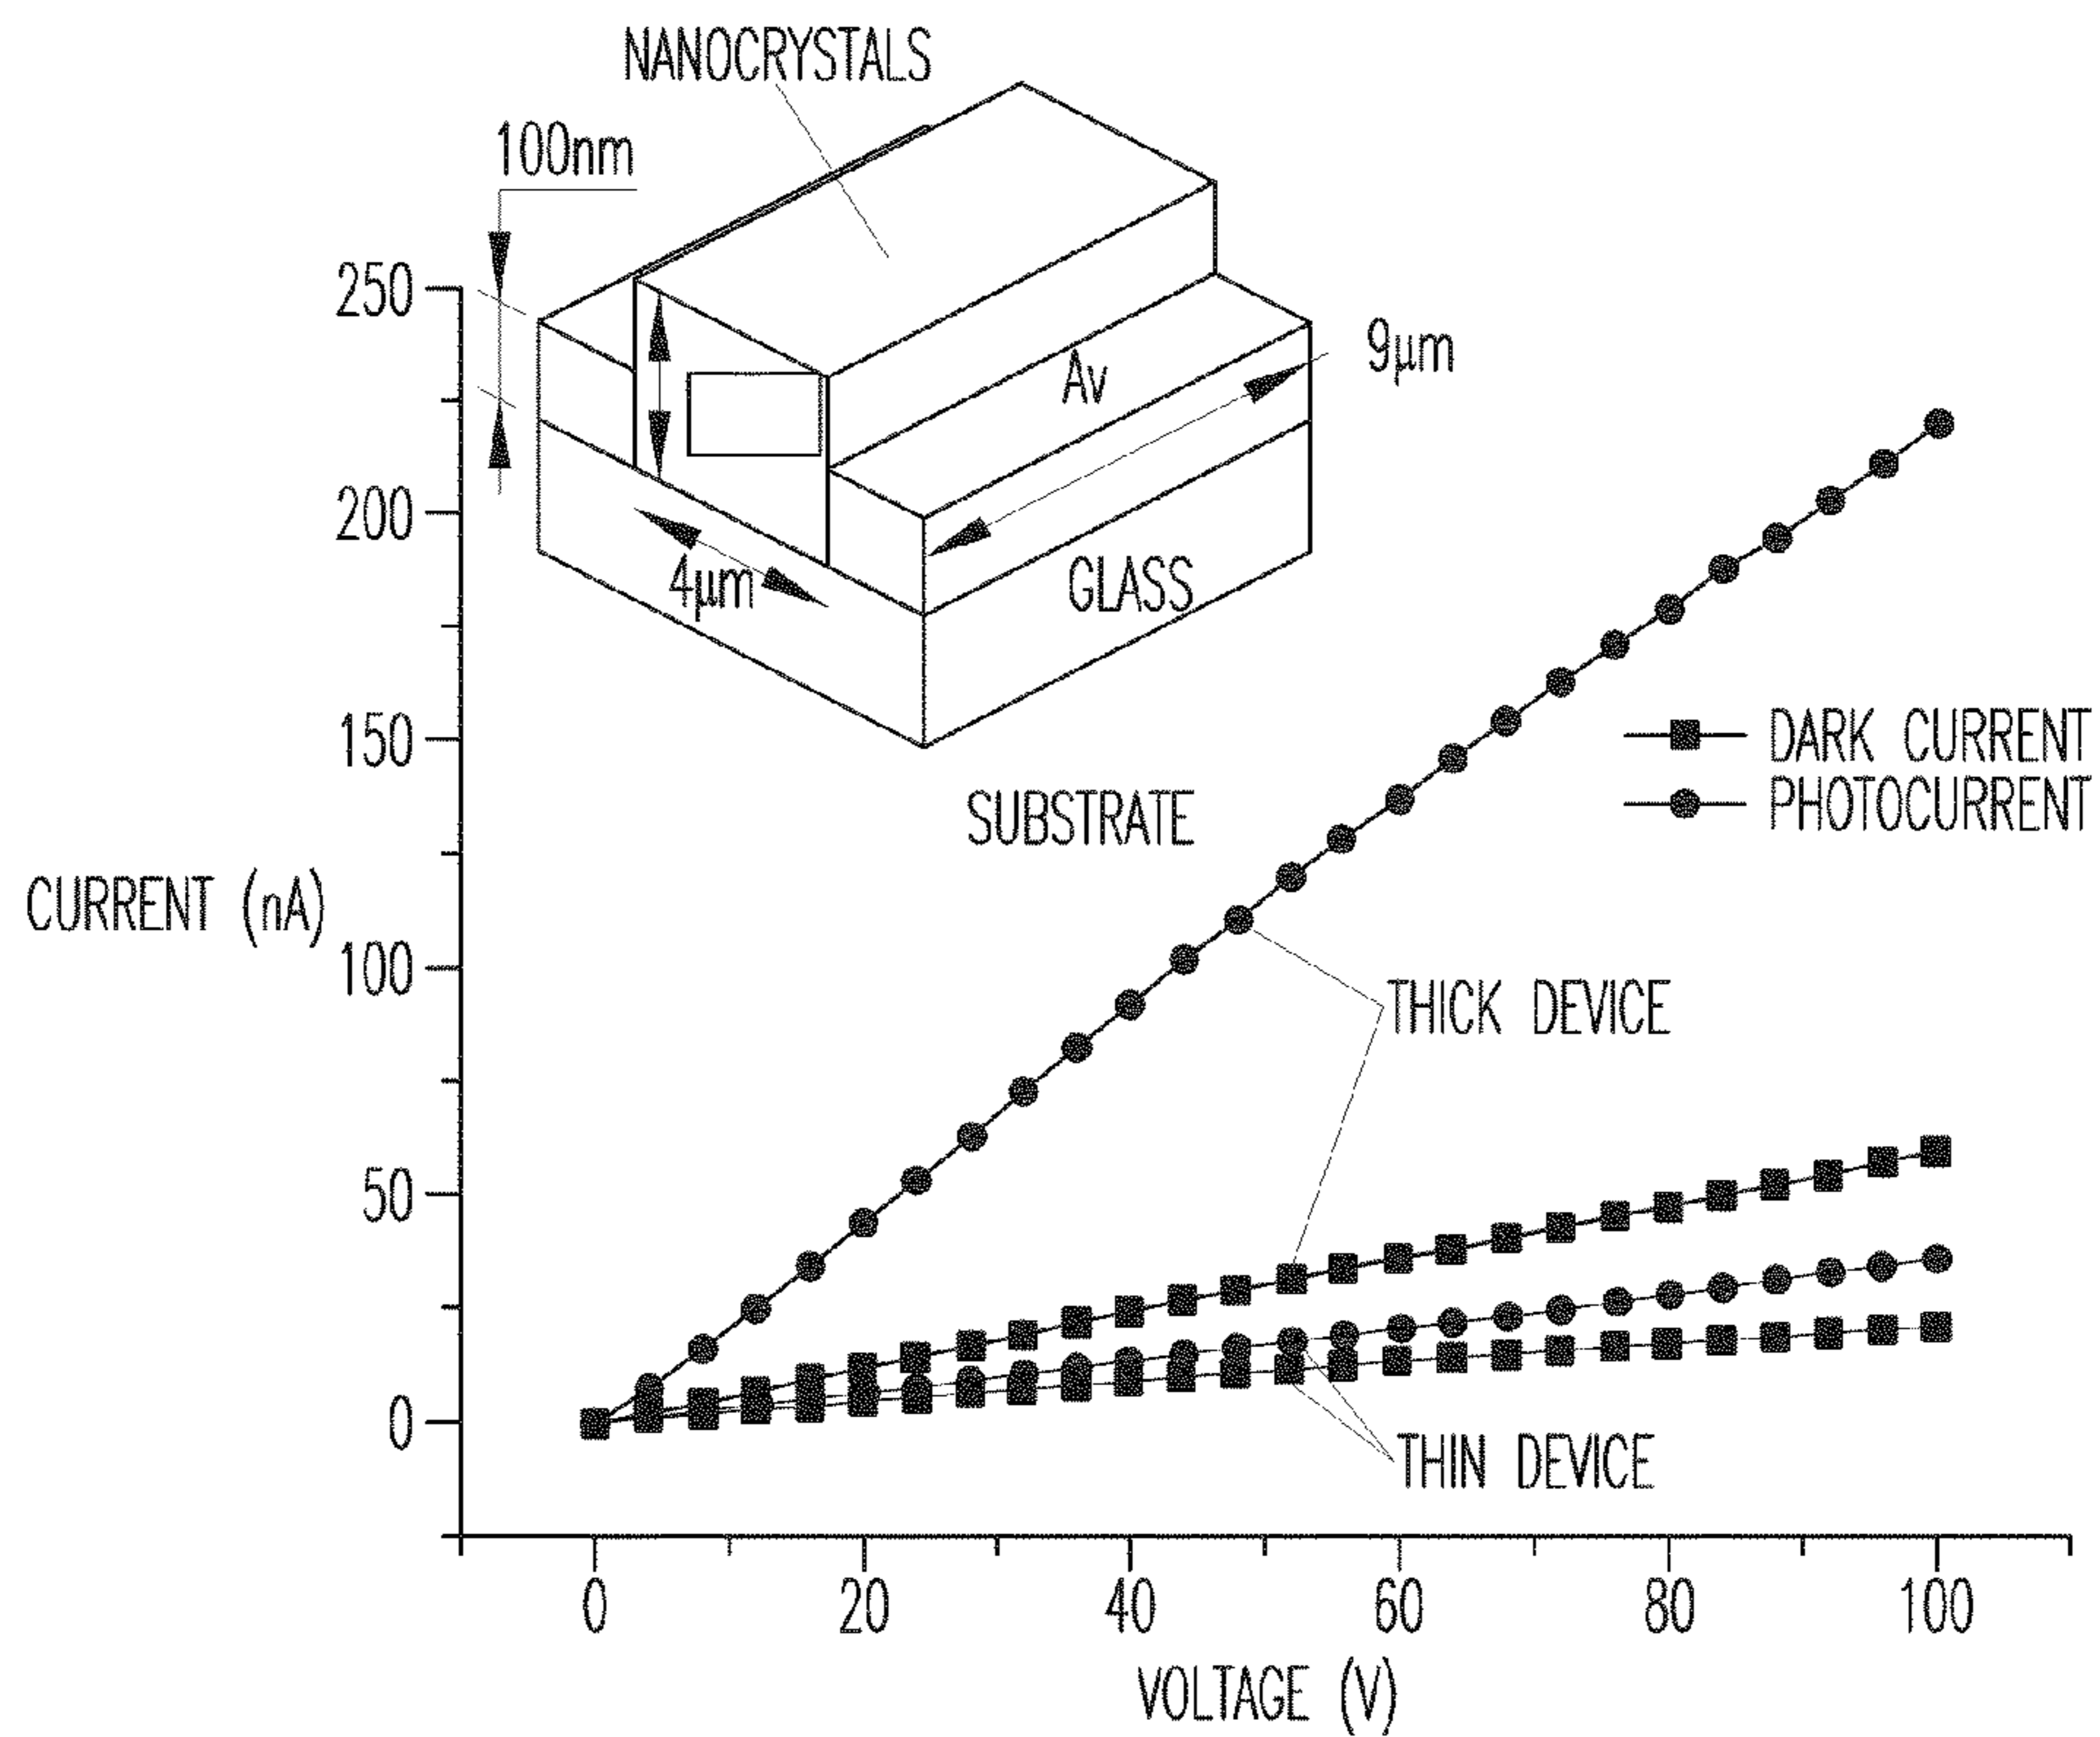 NANOCRYSTALS
100nm
250
9μm
Av
200
4μm
GLASS
150
DARK CURRENT
SUBSTRATE
PHOTOCURRENT
CURRENT (nA)
100
THICK DEVICE
50
0
THIN DEVICE
0 20 40 60 80 100
VOLTAGE (V)